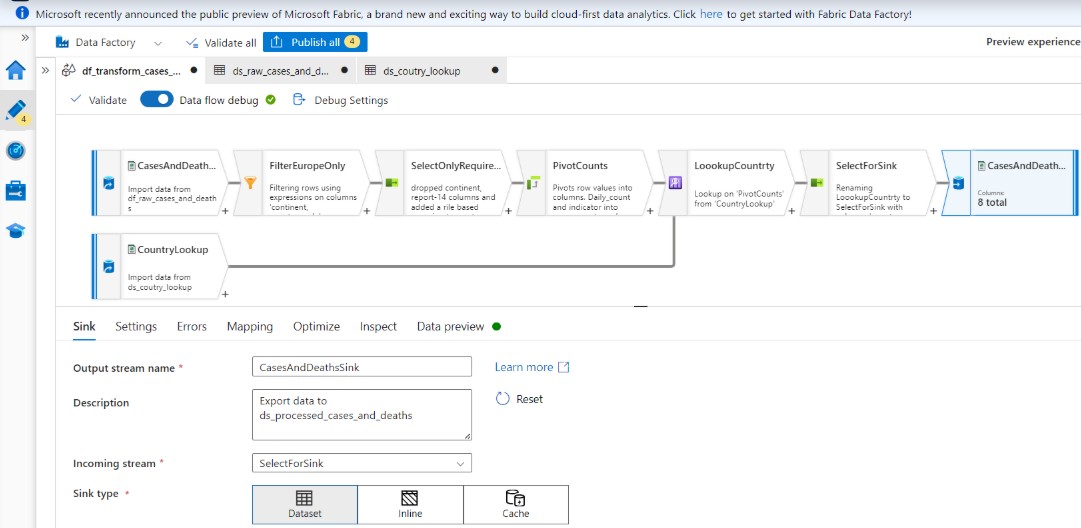 Microsoft recently announced the public preview of Microsoft Fabric, a brand new and exciting way to build cloud-first data analytics. Click here to get started with Fabric Data Factory!
Data Factory
Validate all
Publish all 4
Preview experience
df_transform_cases_...
ds_raw_cases_and_d...
ds_coutry_lookup
4
Validate
Data flow debug
Debug Settings
CasesAndDeath...
Import data from
df_raw_cases_and_death
s
+
FilterEuropeOnly
Filtering rows using
expressions on columns
'continent,
+
SelectOnlyRequire...
dropped continent,
report-14 columns and
added a rile based
+
PivotCounts
Pivots row values into
columns. Daily_count
and indicator into
+
LoookupCountrty
Lookup on 'PivotCounts'
from 'CountryLookup'
+
SelectForSink
Renaming
LoookupCountrty to
SelectForSink with
+
CasesAndDeath...
Columns:
8 total
CountryLookup
Import data from
ds_coutry_lookup
+
Sink
Settings
Errors
Mapping
Optimize
Inspect
Data preview
Output stream name *
CasesAndDeathsSink
Learn more
Description
Export data to
ds_processed_cases_and_deaths
Reset
Incoming stream *
SelectForSink
Sink type *
Dataset
Inline
Cache